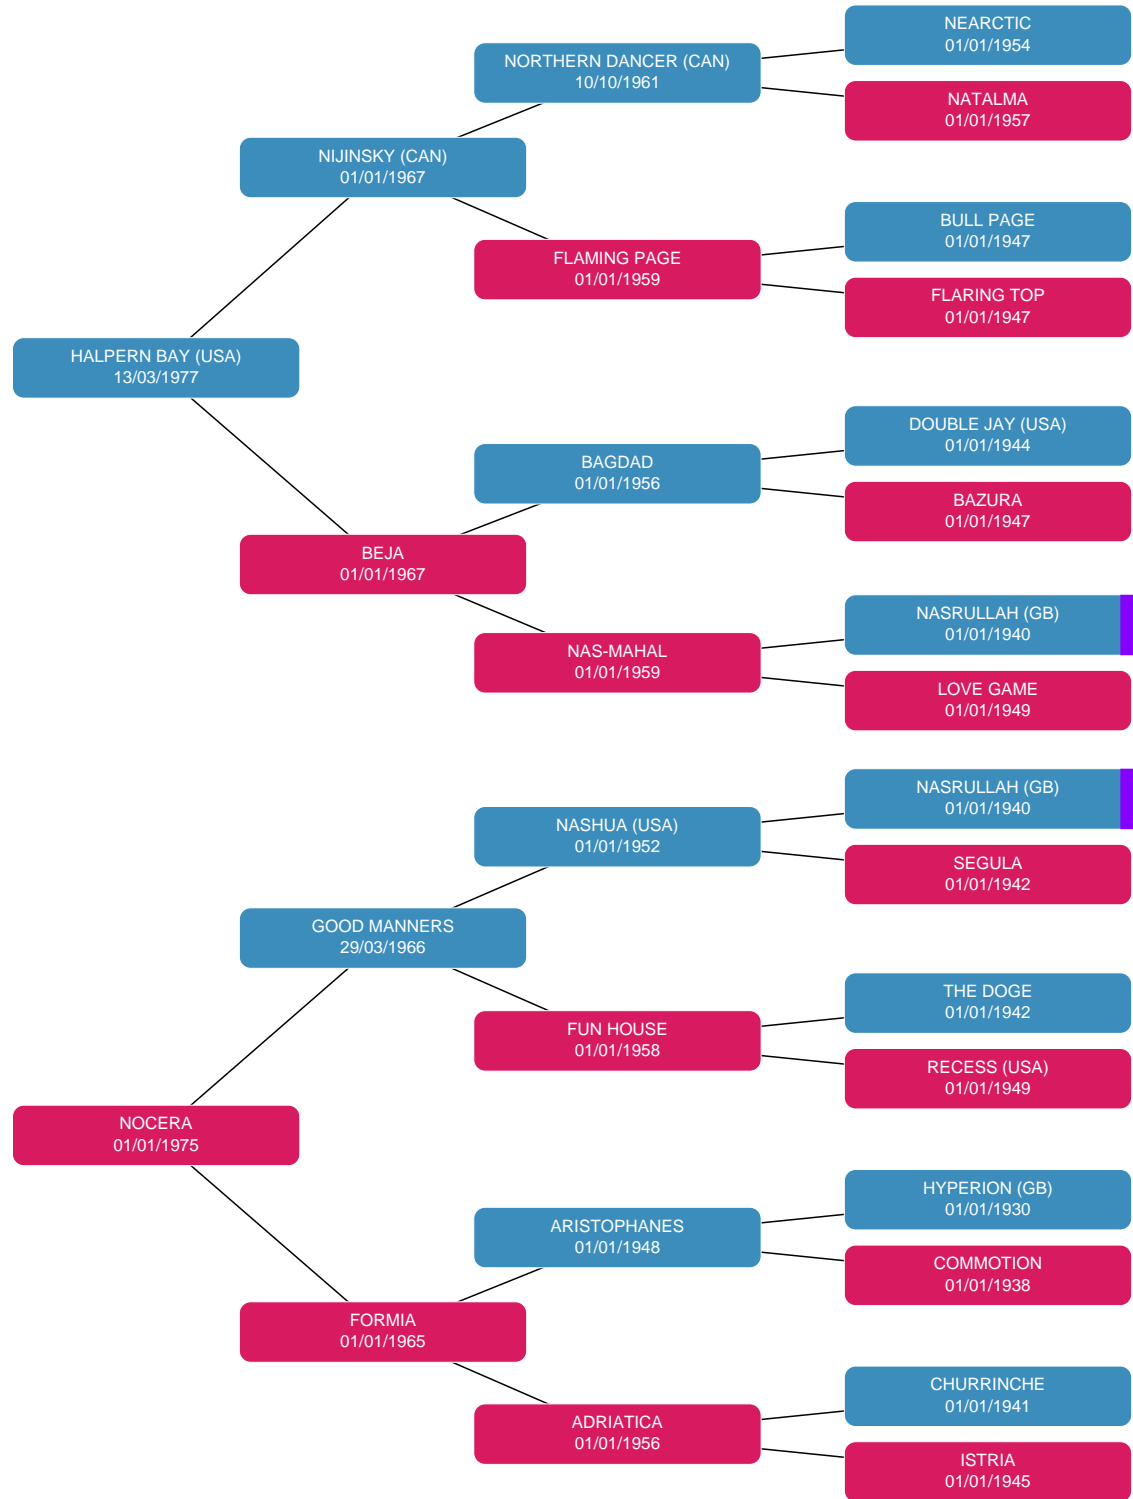 NEARCTIC
01/01/1954
NORTHERN DANCER (CAN)
10/10/1961
NATALMA
01/01/1957
NIJINSKY (CAN)
01/01/1967
BULL PAGE
01/01/1947
FLAMING PAGE
01/01/1959
FLARING TOP
01/01/1947
HALPERN BAY (USA)
13/03/1977
DOUBLE JAY (USA)
01/01/1944
BAGDAD
01/01/1956
BAZURA
01/01/1947
BEJA
01/01/1967
NASRULLAH (GB)
01/01/1940
NAS-MAHAL
01/01/1959
LOVE GAME
01/01/1949
NASRULLAH (GB)
01/01/1940
NASHUA (USA)
01/01/1952
SEGULA
01/01/1942
GOOD MANNERS
29/03/1966
THE DOGE
01/01/1942
FUN HOUSE
01/01/1958
RECESS (USA)
01/01/1949
NOCERA
01/01/1975
HYPERION (GB)
01/01/1930
ARISTOPHANES
01/01/1948
COMMOTION
01/01/1938
FORMIA
01/01/1965
CHURRINCHE
01/01/1941
ADRIATICA
01/01/1956
ISTRIA
01/01/1945